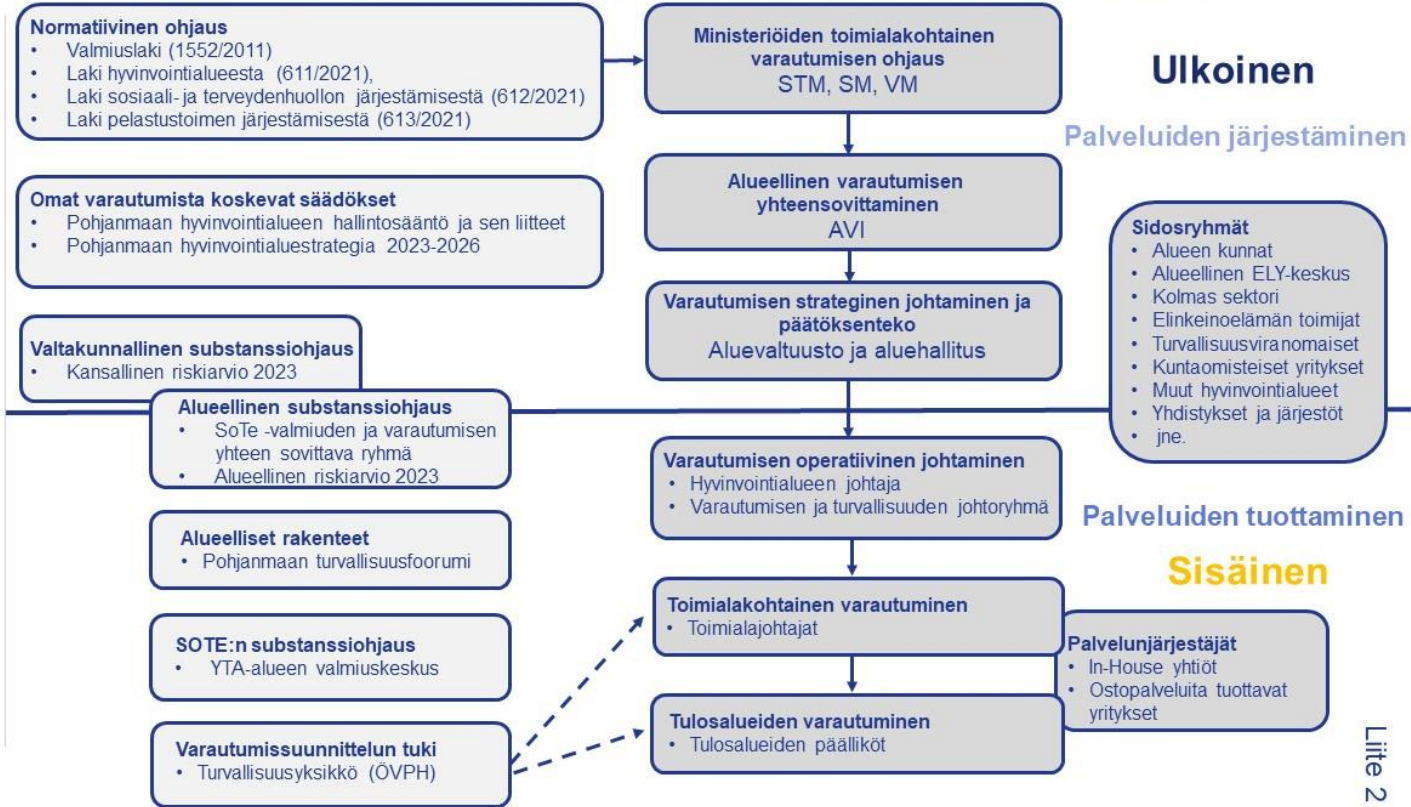 Normatiivinen ohjaus
• Valmiuslaki (1552/2011)
• Laki hyvinvointialueesta (611/2021),
• Laki sosiaali- ja terveydenhuollon järjestämisestä (612/2021)
• Laki pelastustoimen järjestämisestä (613/2021)
Omat varautumista koskevat säädökset
• Pohjanmaan hyvinvointialueen hallintosääntö ja sen liitteet
• Pohjanmaan hyvinvointialuestrategia 2023-2026
Valtakunnallinen substanssiohjaus
• Kansallinen riskiarvio 2023
Alueellinen substanssiohjaus
• SoTe -valmiuden ja varautumisen
yhteen sovittava ryhmä
• Alueellinen riskiarvio 2023
Alueelliset rakenteet
• Pohjanmaan turvallisuusfoorumi
SOTE:n substanssiohjaus
• YTA-alueen valmiuskeskus
Varautumissuunnittelun tuki
• Turvallisuusyksikkö (ÖVPH)
Ministeriöiden toimialakohtainen
varautumisen ohjaus
STM, SM, VM
Alueellinen varautumisen
yhteensovittaminen
AVI
Varautumisen strateginen johtaminen ja
päätöksenteko
Aluevaltuusto ja aluehallitus
Varautumisen operatiivinen johtaminen
• Hyvinvointialueen johtaja
• Varautumisen ja turvallisuuden johtoryhmä
Toimialakohtainen varautuminen
• Toimialajohtajat
Tulosalueiden varautuminen
• Tulosalueiden päälliköt
Ulkoinen
Palveluiden järjestäminen
Sidosryhmät
• Alueen kunnat
• Alueellinen ELY-keskus
• Kolmas sektori
• Elinkeinoelämän toimijat
• Turvallisuusviranomaiset
• Kuntaomisteiset yritykset
• Muut hyvinvointialueet
• Yhdistykset ja järjestöt
• jne.
Palveluiden tuottaminen
Sisäinen
Palvelunjärjestäjät
• In-House yhtiöt
• Ostopalveluita tuottavat
yritykset
Liite 2